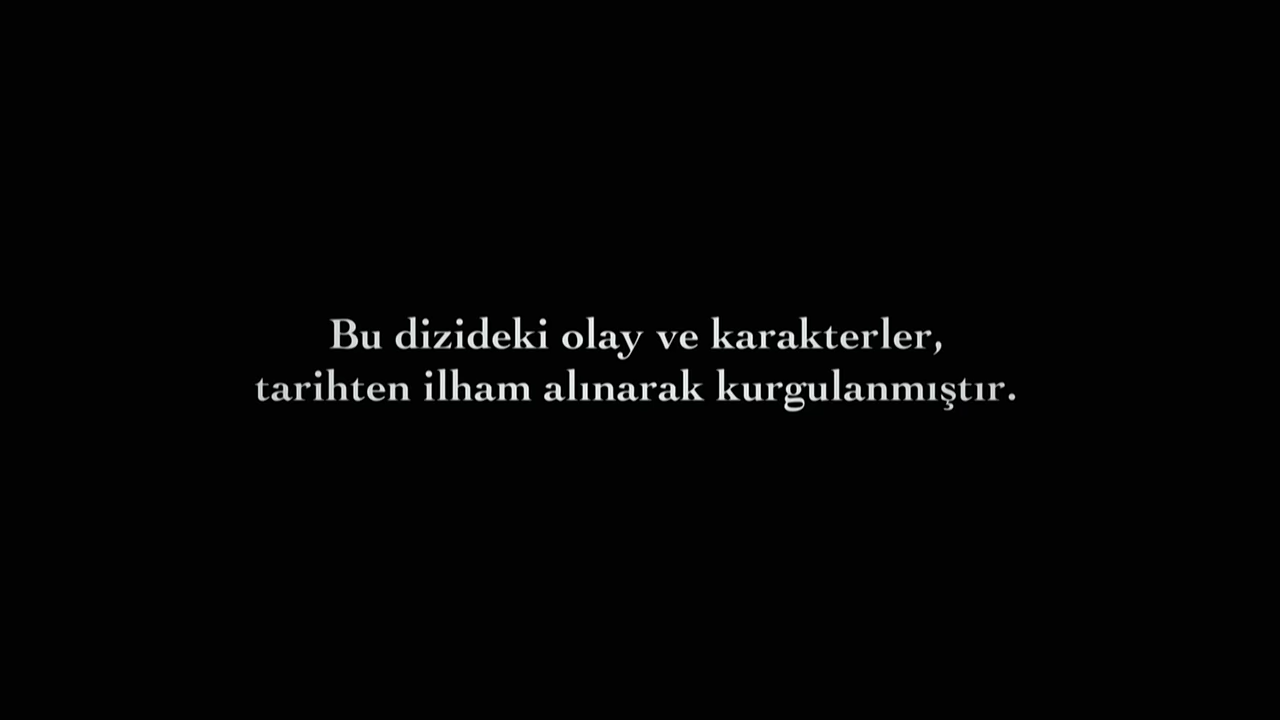 Bu dizideki olay ve karakterler,
tarihten ilham alınarak kurgulanmıştır.